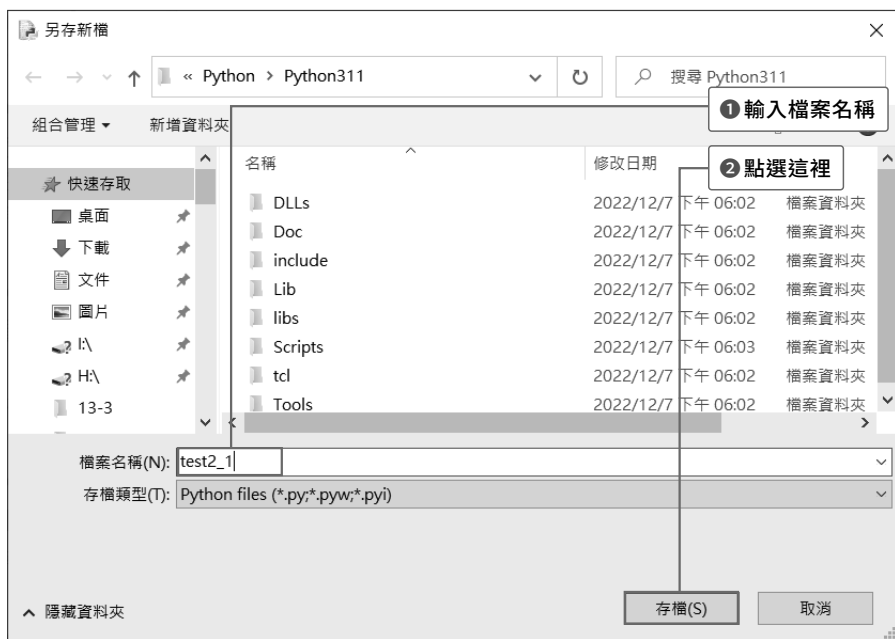 另存新檔
« Python > Python311
搜尋 Python311
❶輸入檔案名稱
組合管理 新增資料夾
名稱 修改日期
❷點選這裡
快速存取
桌面
下載
文件
圖片
I:\
H:\
13-3
DLLs 2022/12/7 下午 06:02 檔案資料夾
Doc 2022/12/7 下午 06:02 檔案資料夾
include 2022/12/7 下午 06:02 檔案資料夾
Lib 2022/12/7 下午 06:02 檔案資料夾
libs 2022/12/7 下午 06:02 檔案資料夾
Scripts 2022/12/7 下午 06:03 檔案資料夾
tcl 2022/12/7 下午 06:02 檔案資料夾
Tools 2022/12/7 下午 06:02 檔案資料夾
檔案名稱(N): test2_1
存檔類型(T): Python files (*.py;*.pyw;*.pyi)
隱藏資料夾
存檔(S) 取消